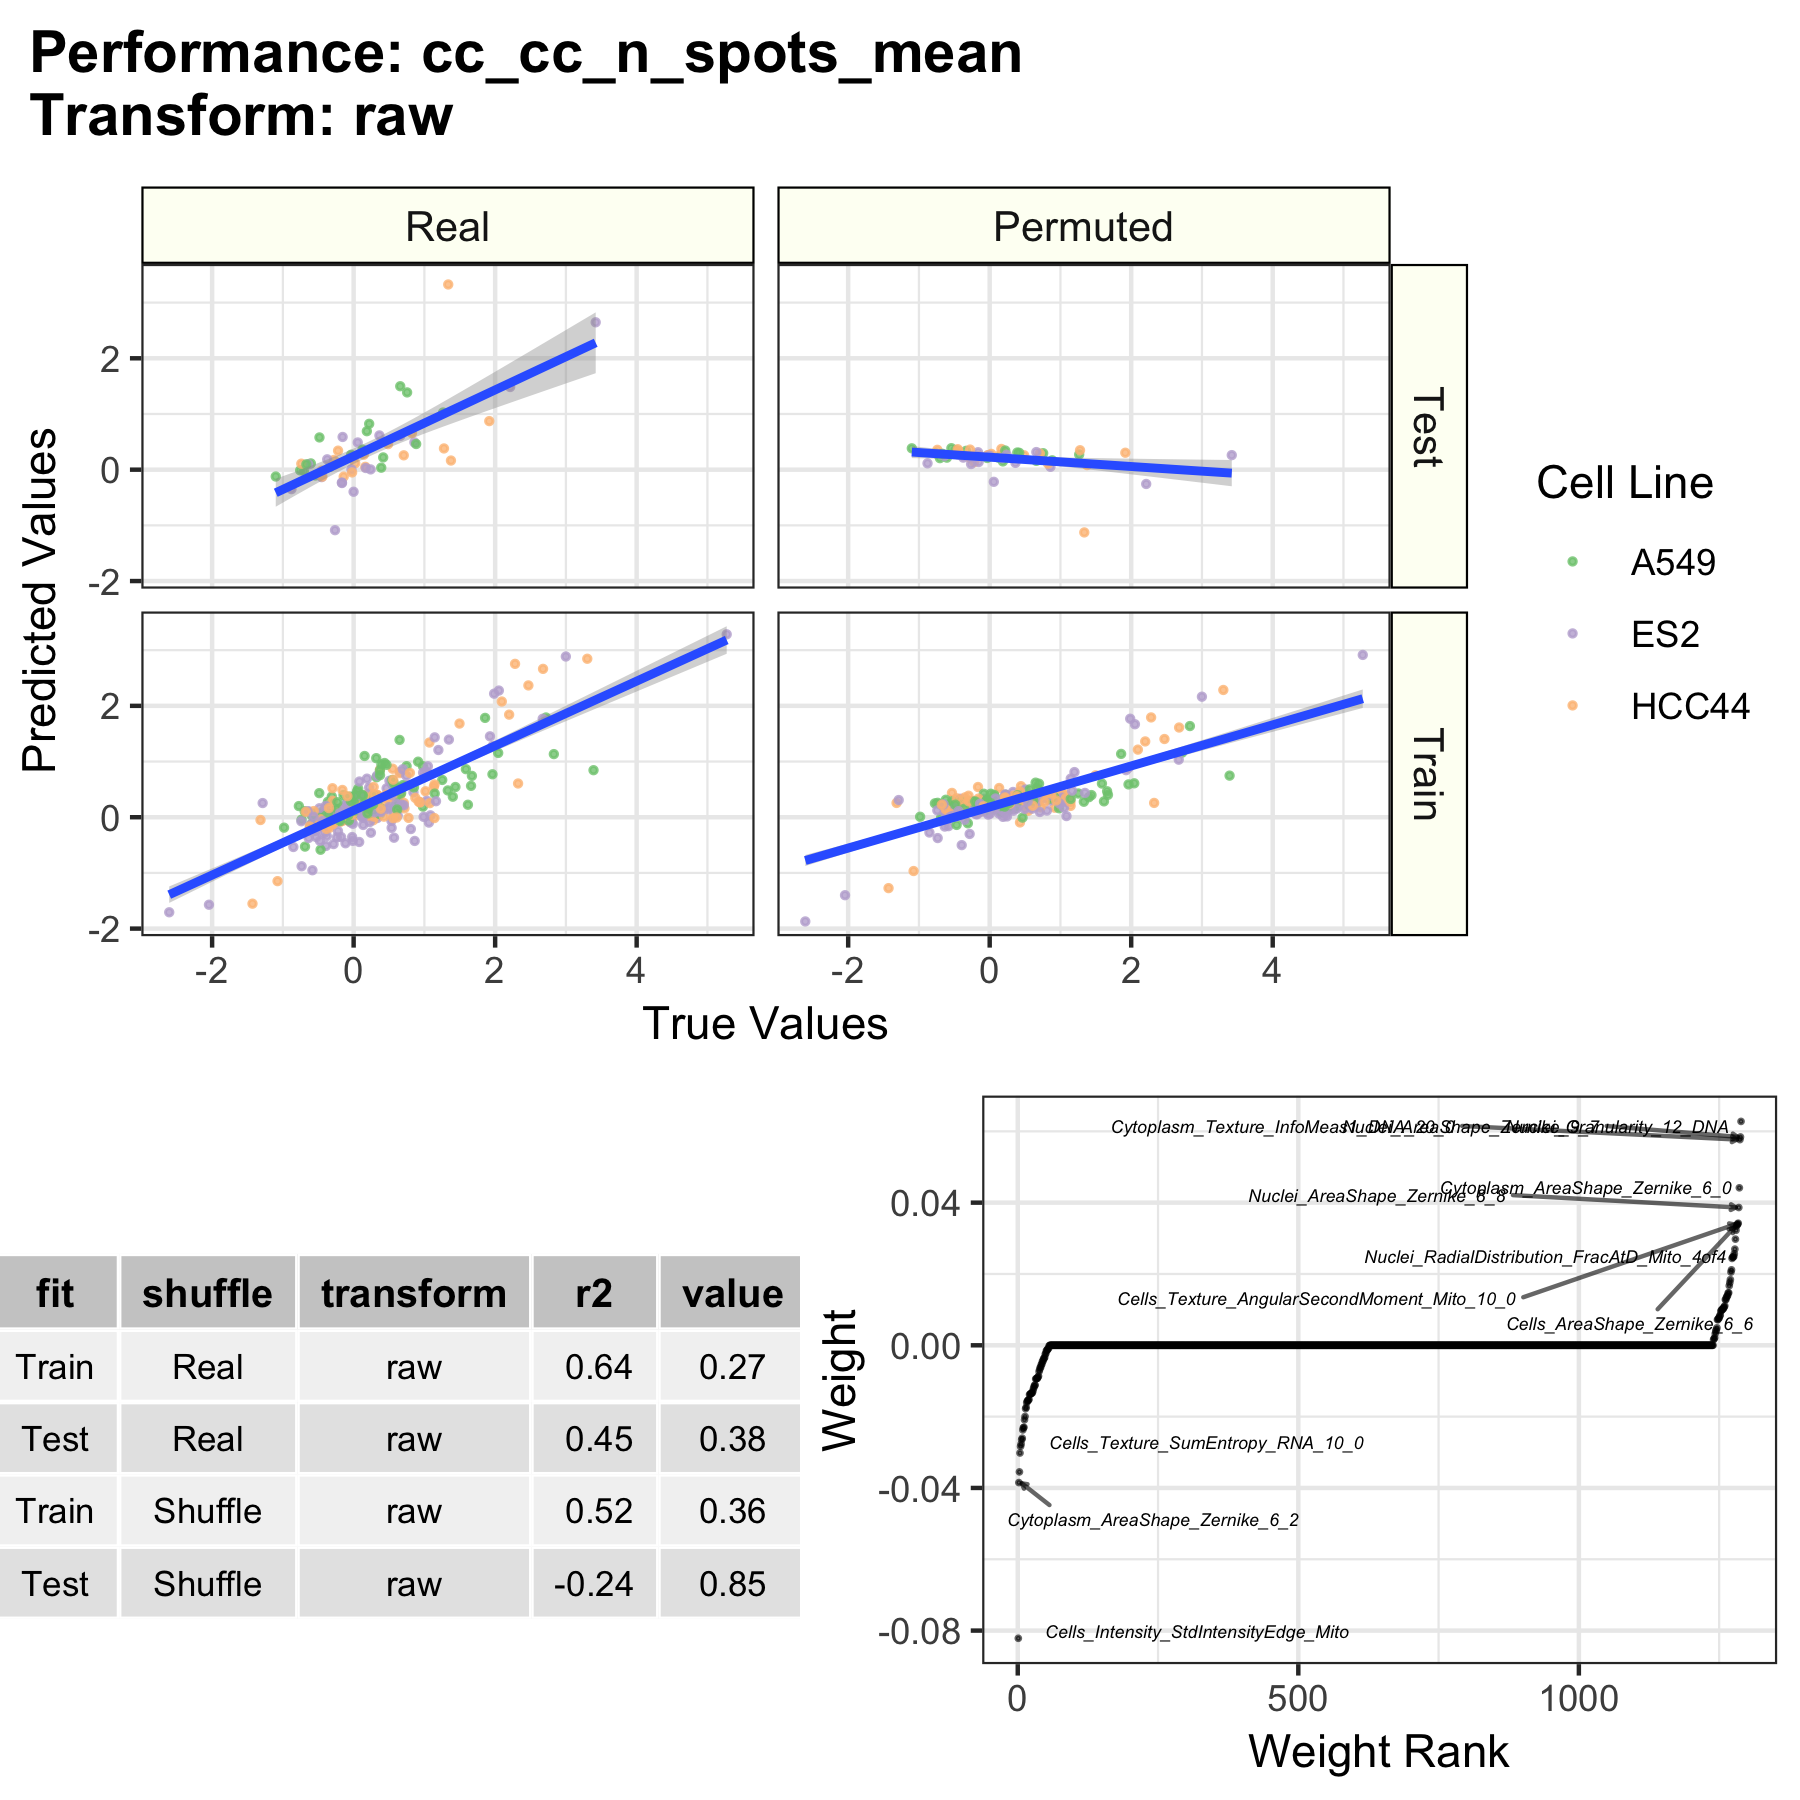 Performance: cc_cc_n_spots_mean
Transform: raw
Real
Permuted
Test
Train
2
0
-2
2
0
-2
-2 0 2 4
-2 0 2 4
Predicted Values
True Values
Cell Line
A549
ES2
HCC44
fit shuffle transform r2 value
Train Real raw 0.64 0.27
Test Real raw 0.45 0.38
Train Shuffle raw 0.52 0.36
Test Shuffle raw -0.24 0.85
Weight
0.04
0.00
-0.04
-0.08
Cytoplasm_Texture_InfoMeas1_DNA_20_0
Nuclei_AreaShape_Zernike_9_7
Nuclei_Granularity_12_DNA
Cytoplasm_AreaShape_Zernike_6_0
Nuclei_AreaShape_Zernike_6_8
Nuclei_RadialDistribution_FracAtD_Mito_4of4
Cells_Texture_AngularSecondMoment_Mito_10_0
Cells_AreaShape_Zernike_6_6
Cells_Texture_SumEntropy_RNA_10_0
Cytoplasm_AreaShape_Zernike_6_2
Cells_Intensity_StdIntensityEdge_Mito
0 500 1000
Weight Rank